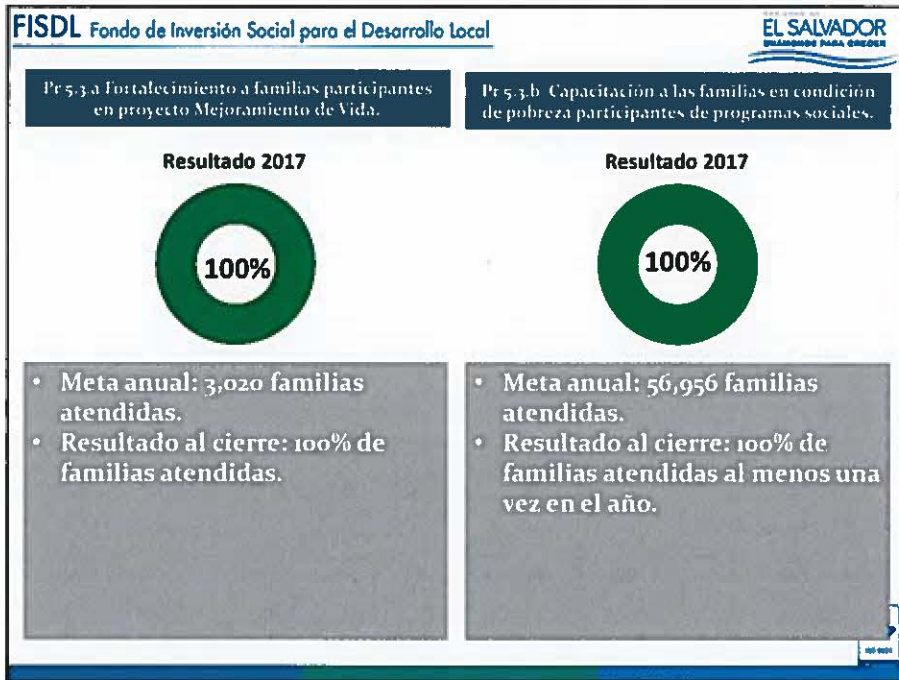 FISDL Fondo de Inversión Social para el Desarrollo Local
EL SALVADOR
UNÁMONOS PARA CRECER
Pr 5.3.a Fortalecimiento a familias participantes
en proyecto Mejoramiento de Vida.
Resultado 2017
100%
• Meta anual: 3,020 familias
atendidas.
• Resultado al cierre: 100% de
familias atendidas.
Pr 5.3.b Capacitación a las familias en condición
de pobreza participantes de programas sociales.
Resultado 2017
100%
• Meta anual: 56,956 familias
atendidas.
• Resultado al cierre: 100% de
familias atendidas al menos una
vez en el año.